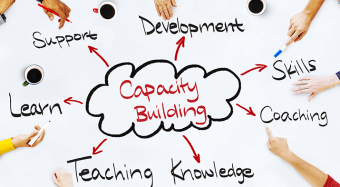 Development
Support
Skills
Capacity
Building
Learn
Coaching
Teaching
Knowledge